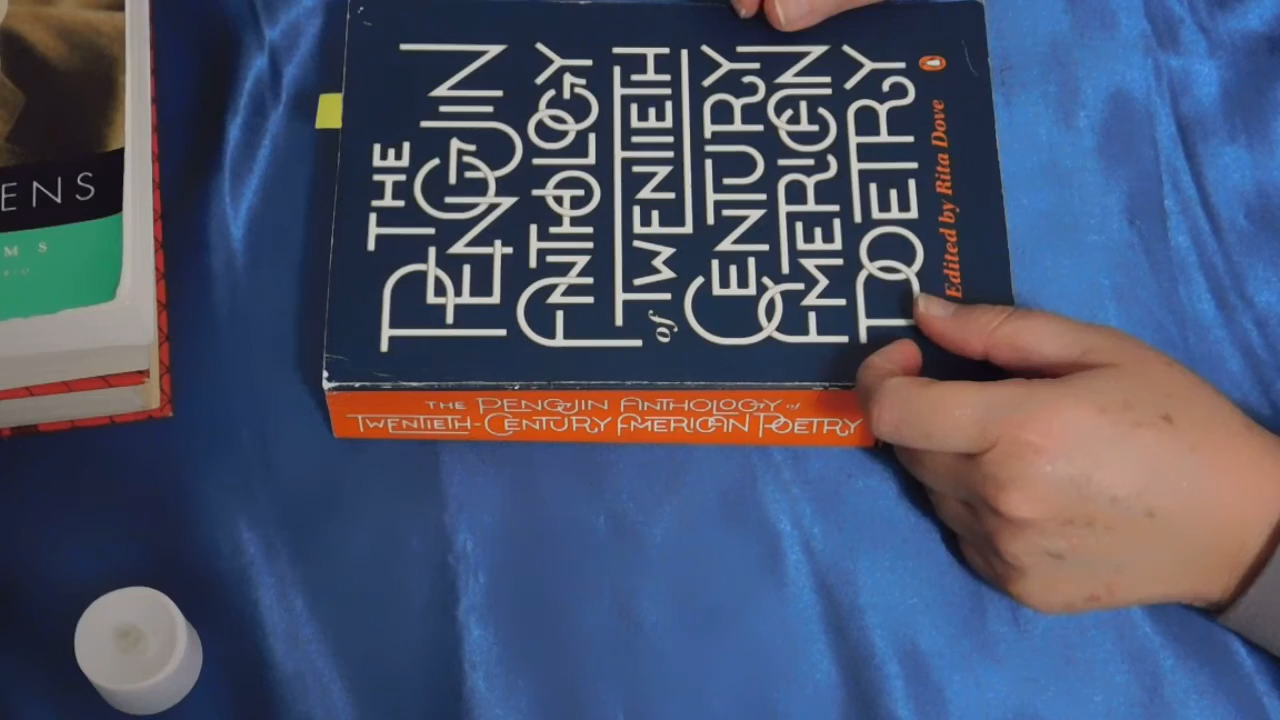 ENS
M S
THE
PENGUIN
ANTHOLOGY
of TWENTIETH
CENTURY
AMERICAN
POETRY
Edited by Rita Dove
THE PENGUIN ANTHOLOGY of
TWENTIETH-CENTURY AMERICAN POETRY